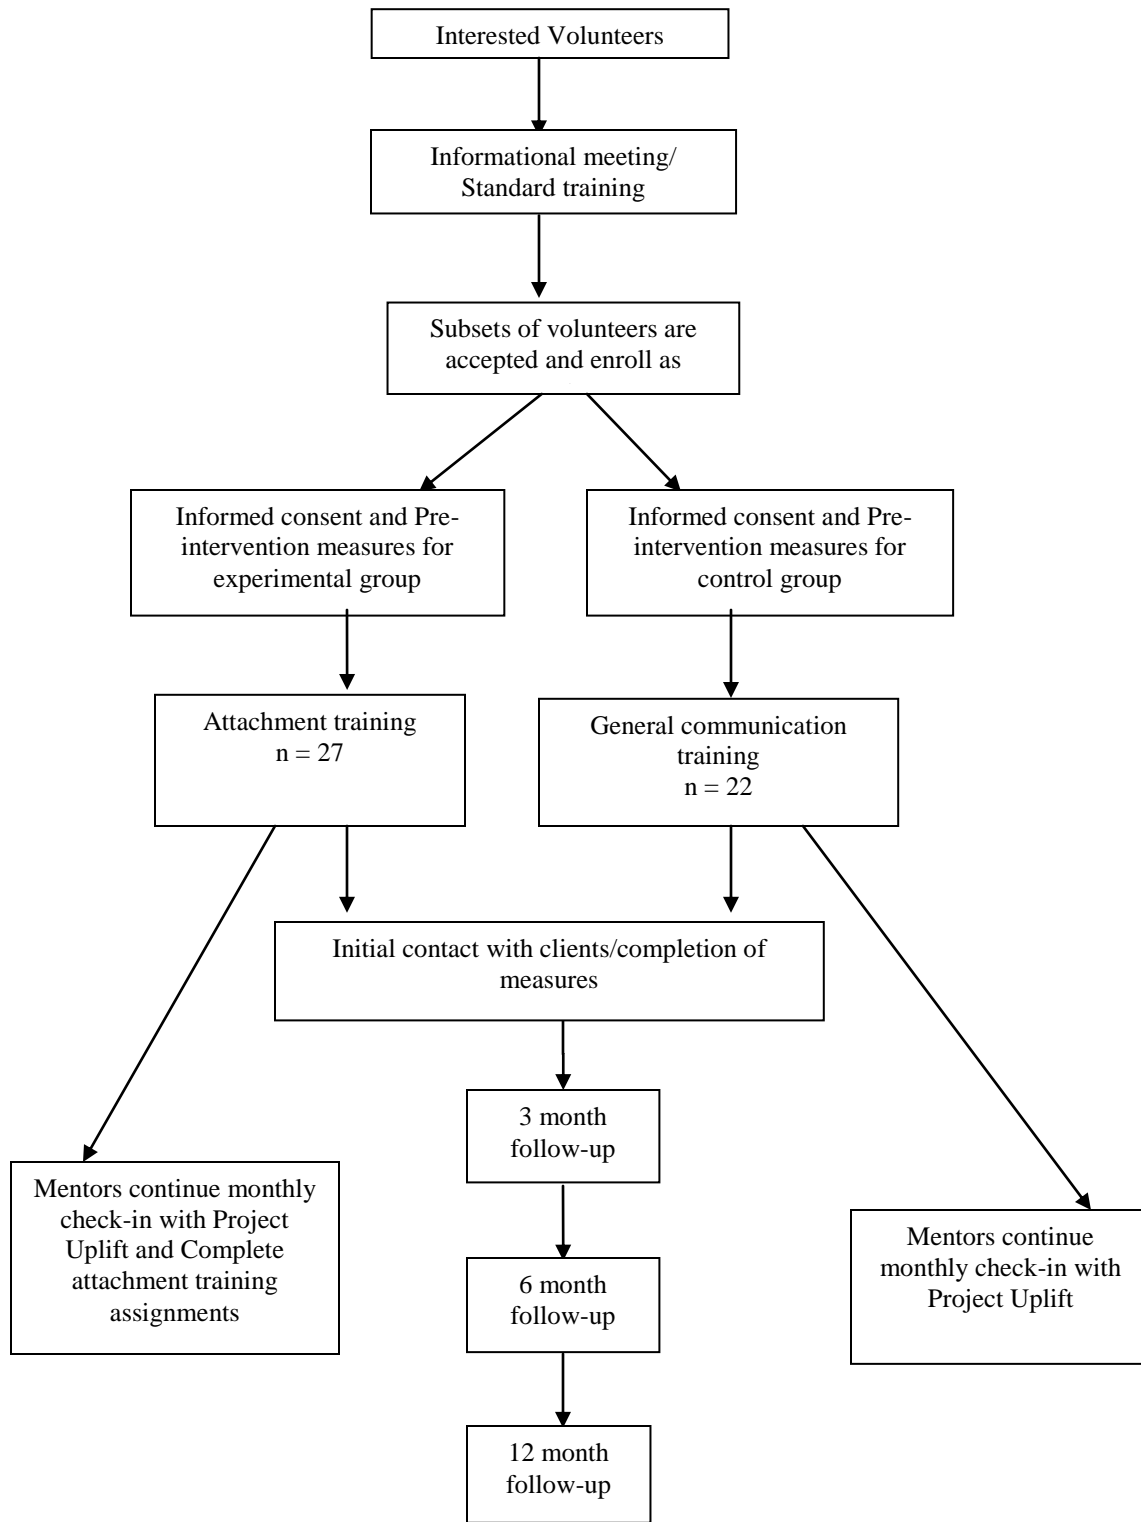 Interested Volunteers
Informational meeting/
Standard training
Subsets of volunteers are
accepted and enroll as
Informed consent and Pre-
intervention measures for
experimental group
Informed consent and Pre-
intervention measures for
control group
Attachment training
n = 27
General communication
training
n = 22
Initial contact with clients/completion of
measures
3 month
follow-up
Mentors continue monthly
check-in with Project
Uplift and Complete
attachment training
assignments
Mentors continue
monthly check-in with
Project Uplift
6 month
follow-up
12 month
follow-up